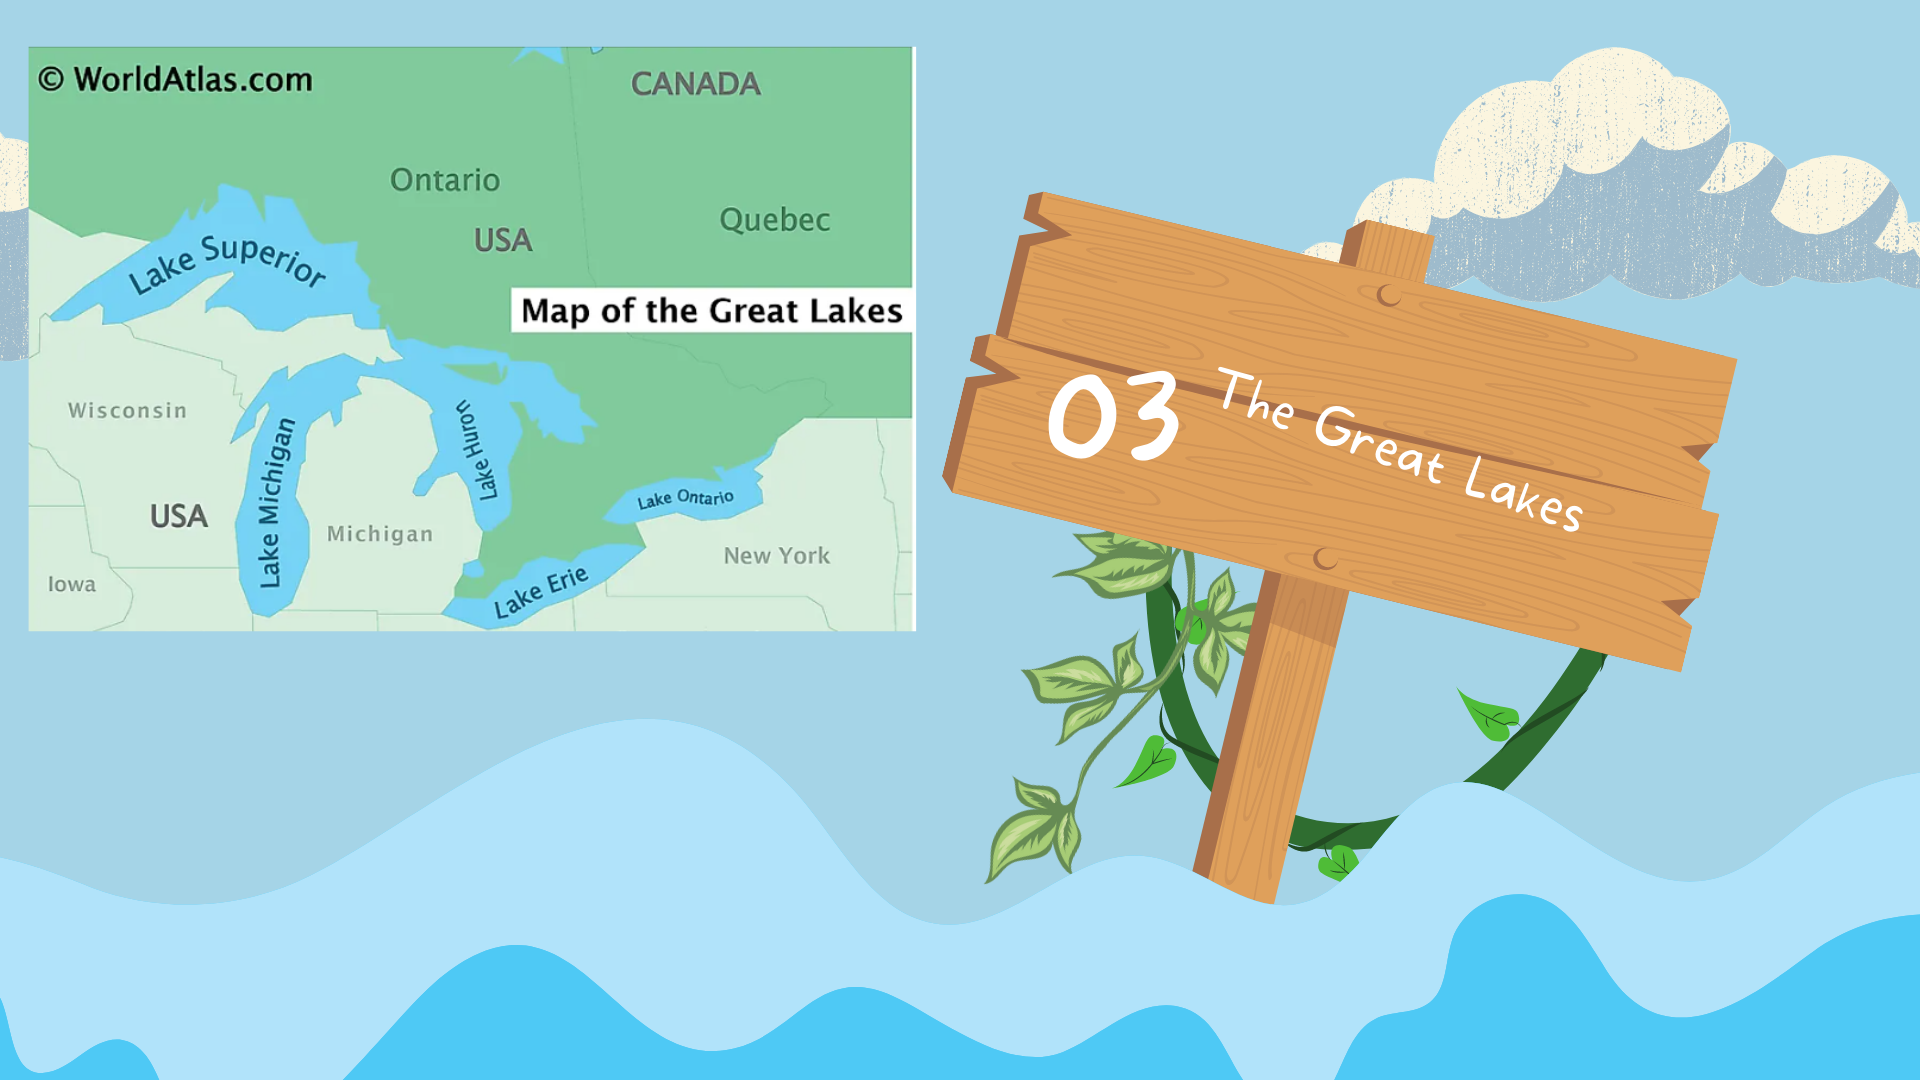 © WorldAtlas.com
CANADA
Ontario
Quebec
USA
Lake Superior
Map of the Great Lakes
Wisconsin
Lake Michigan
Lake Huron
Lake Ontario
USA
Michigan
New York
Iowa
Lake Erie
03 The Great Lakes